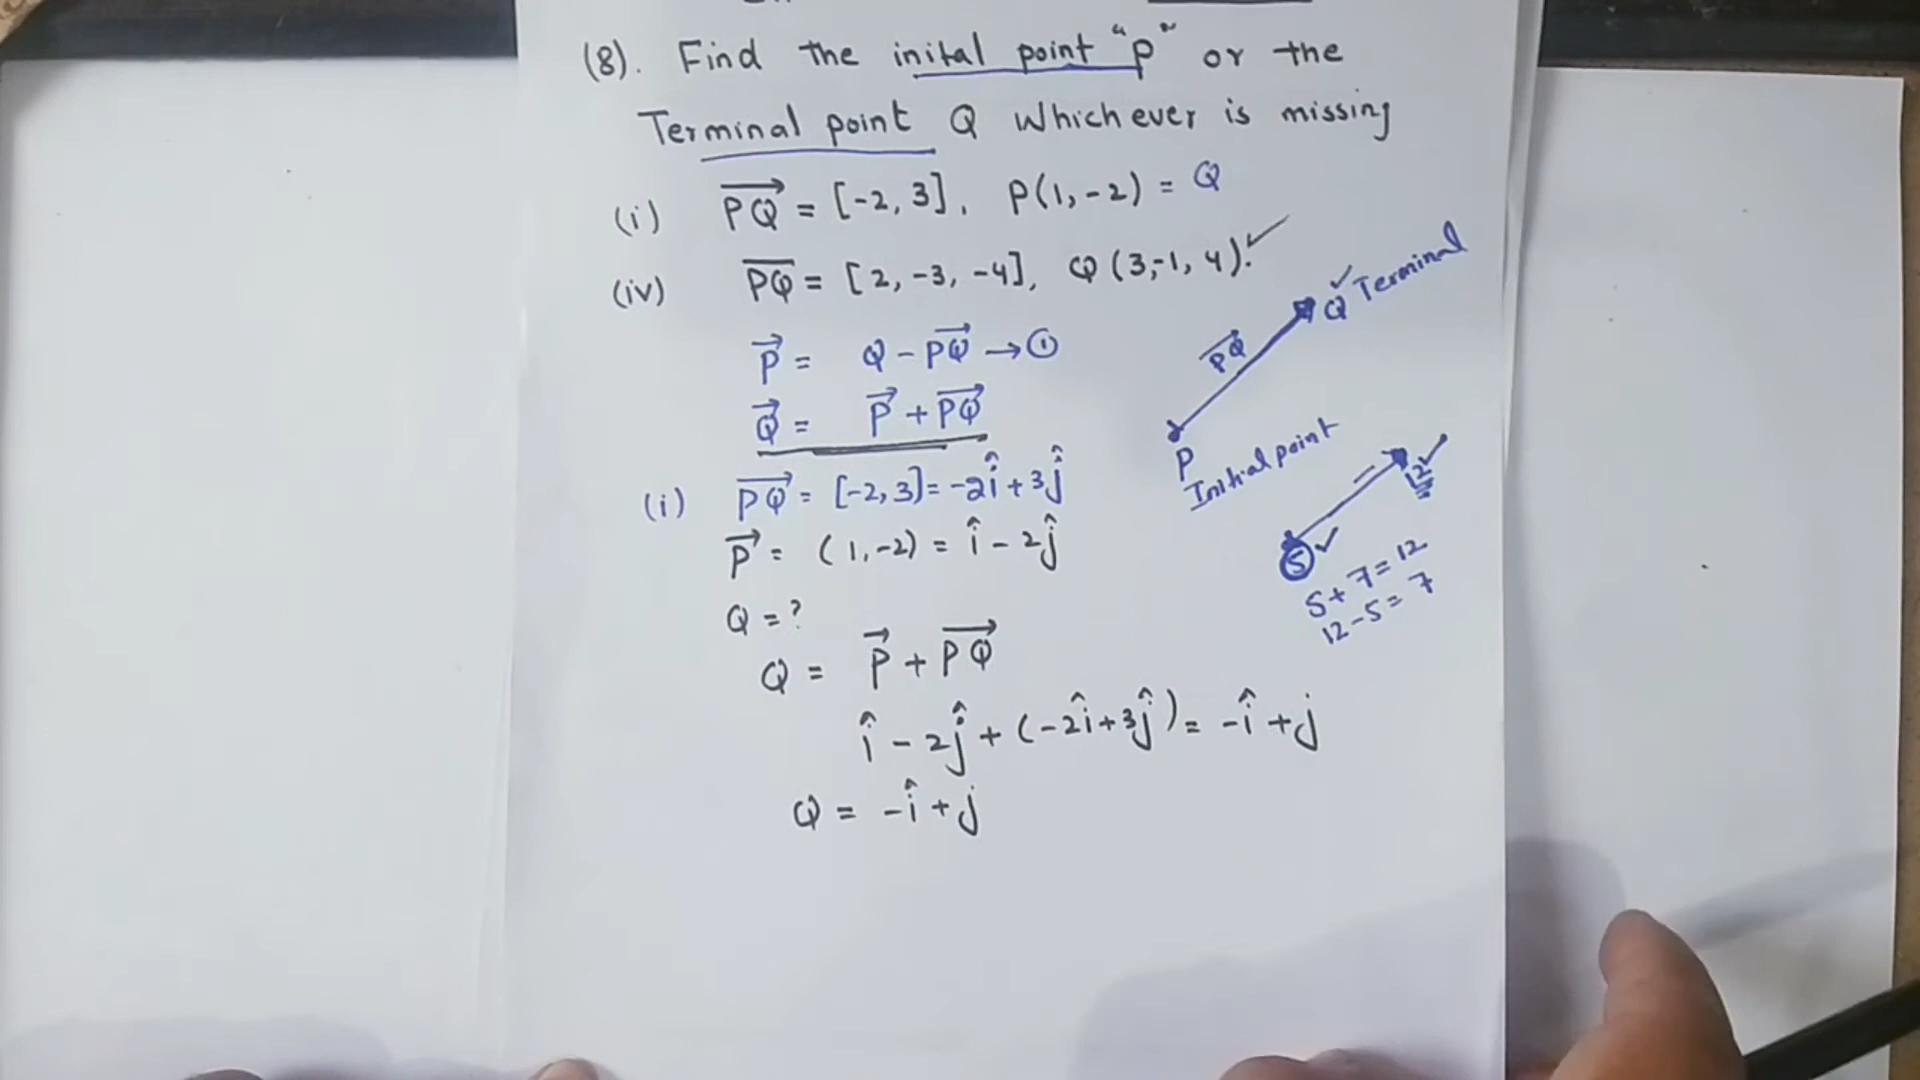 (8). Find the inital point "p" or the
Terminal point Q Whichever is missing
(i) PQ⃗ = [-2, 3], P(1, -2) = Q
(iv) PQ⃗ = [2, -3, -4], Q (3,-1, 4).
P⃗ = Q - PQ⃗ → ①
Q⃗ = P⃗ + PQ⃗
PQ⃗
Q Terminal
P
Initial point
(i) PQ⃗ = [-2, 3] = -2î + 3ĵ
P⃗ = (1, -2) = î - 2ĵ
Q = ?
Q = P⃗ + PQ⃗
î - 2ĵ + (-2î + 3ĵ) = -î + j
Q = -î + j
12
5
5 + 7 = 12
12 - 5 = 7